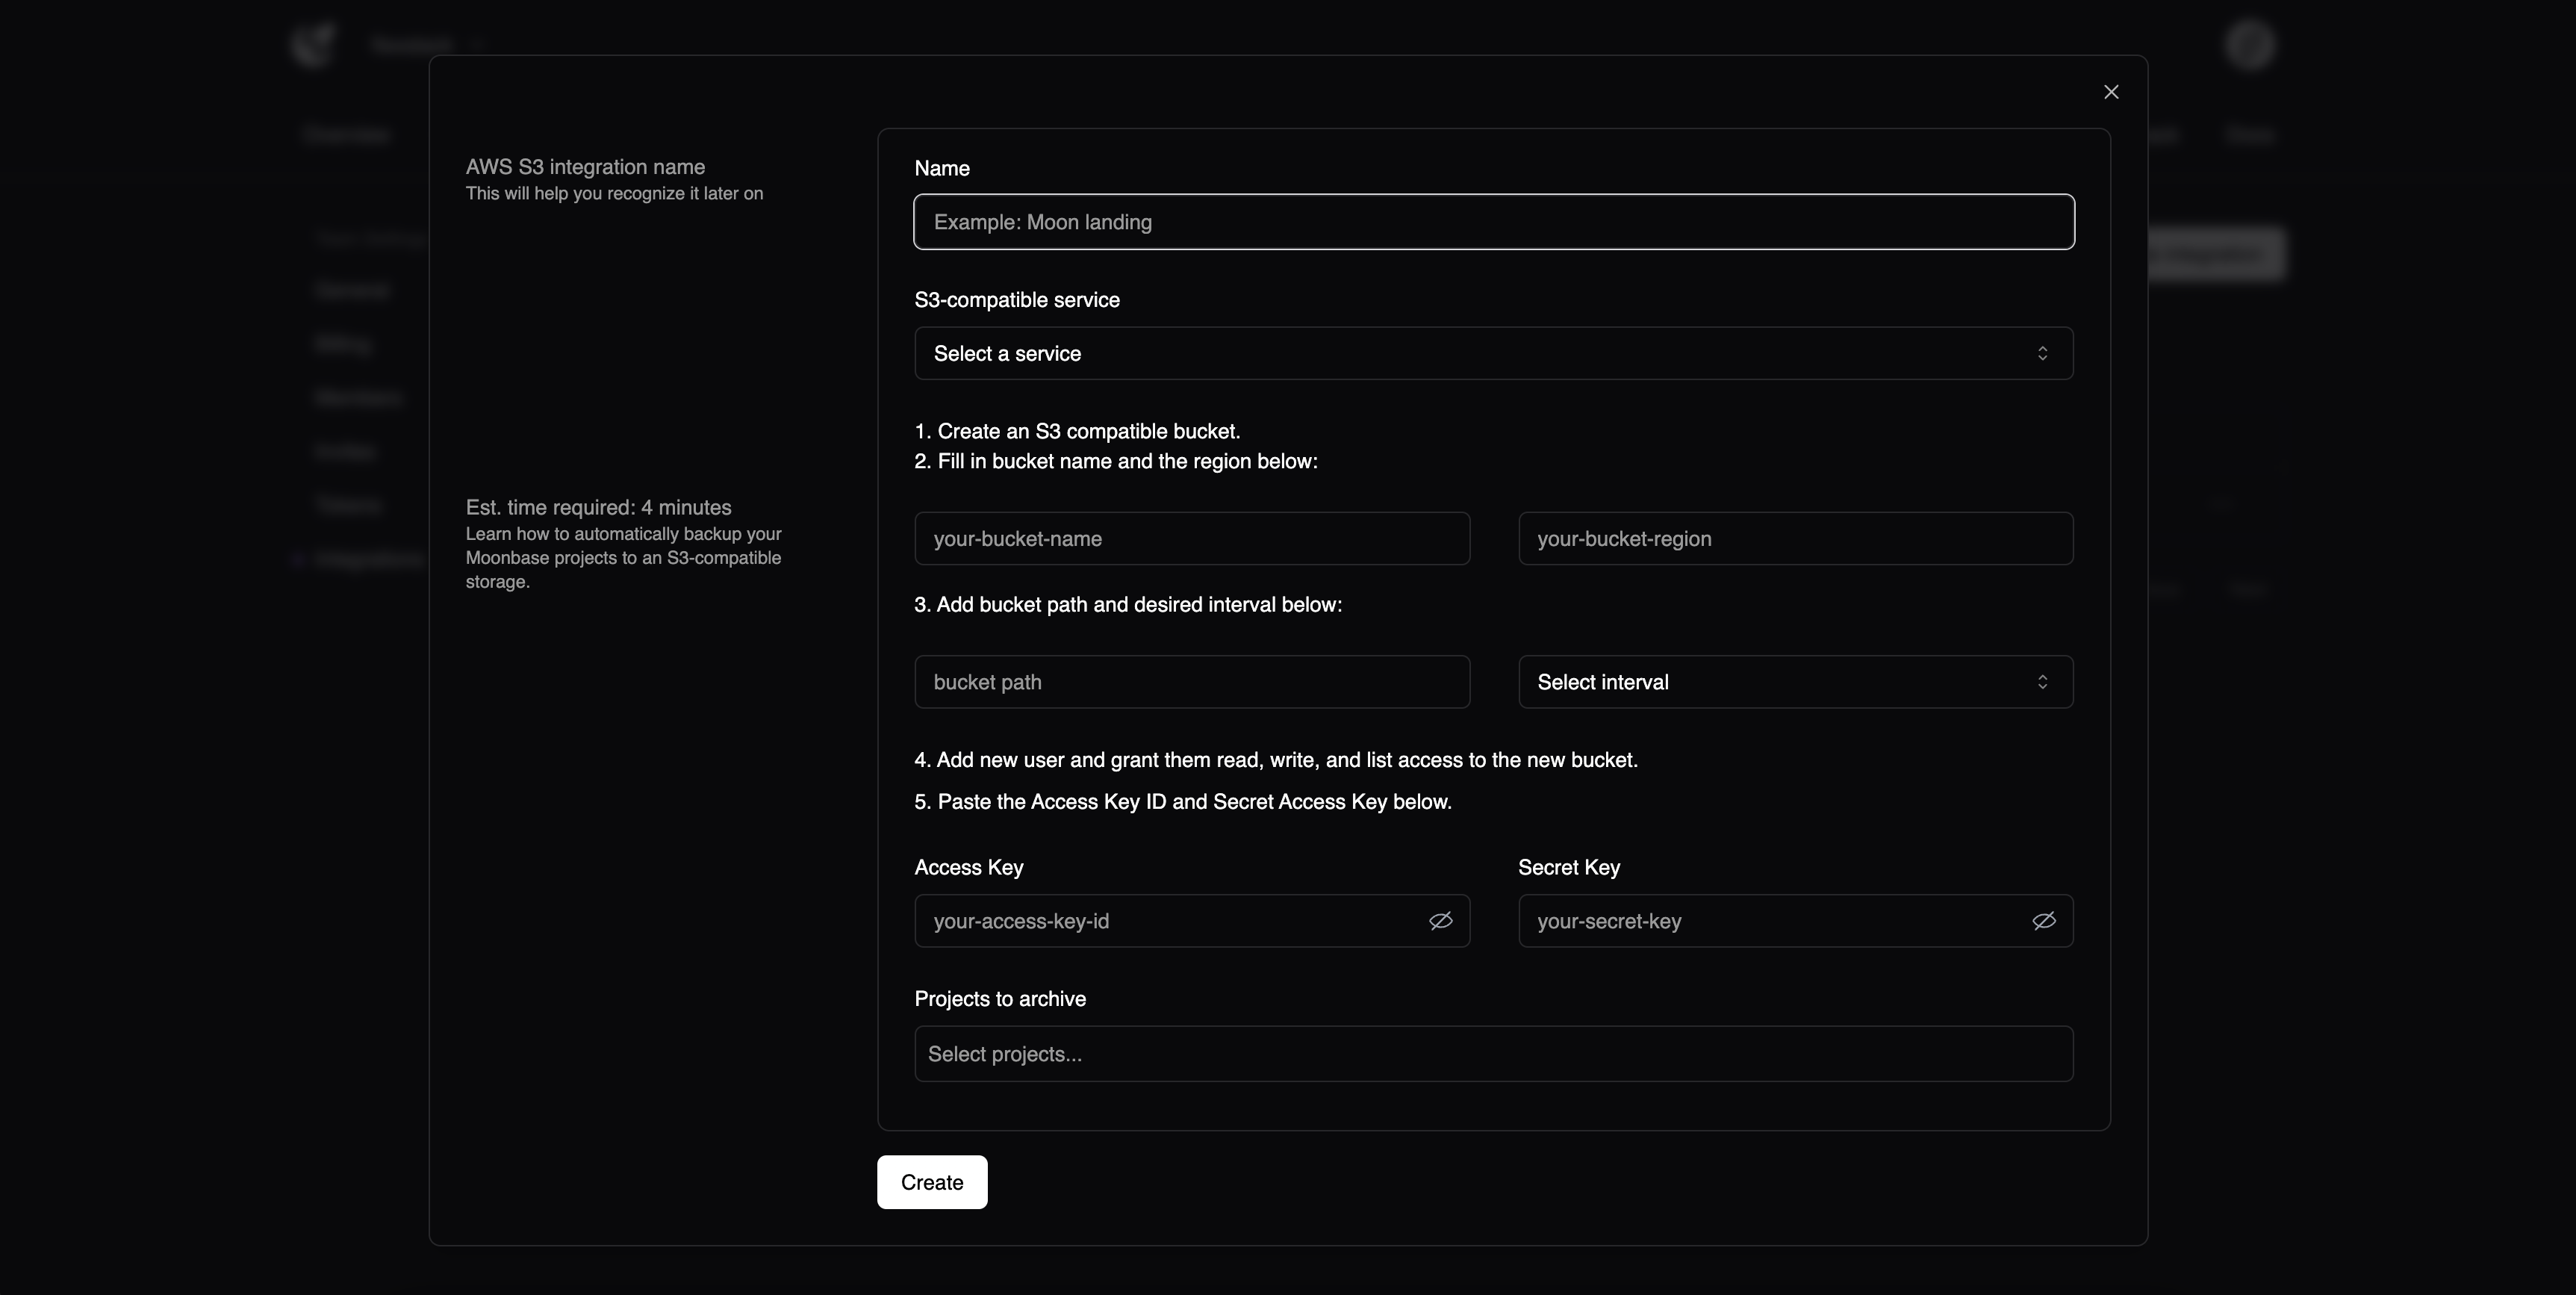 AWS S3 integration name
This will help you recognize it later on
Name
Example: Moon landing
S3-compatible service
Select a service
1. Create an S3 compatible bucket.
2. Fill in bucket name and the region below:
Est. time required: 4 minutes
Learn how to automatically backup your
Moonbase projects to an S3-compatible
storage.
your-bucket-name
your-bucket-region
3. Add bucket path and desired interval below:
bucket path
Select interval
4. Add new user and grant them read, write, and list access to the new bucket.
5. Paste the Access Key ID and Secret Access Key below.
Access Key
Secret Key
your-access-key-id
your-secret-key
Projects to archive
Select projects...
Create